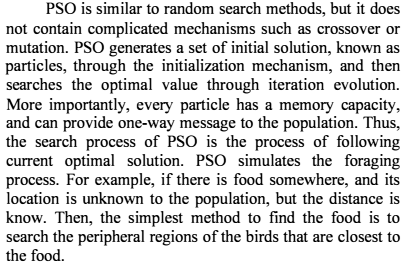 PSO is similar to random search methods, but it does
not contain complicated mechanisms such as crossover or
mutation. PSO generates a set of initial solution, known as
particles, through the initialization mechanism, and then
searches the optimal value through iteration evolution.
More importantly, every particle has a memory capacity,
and can provide one-way message to the population. Thus,
the search process of PSO is the process of following
current optimal solution. PSO simulates the foraging
process. For example, if there is food somewhere, and its
location is unknown to the population, but the distance is
know. Then, the simplest method to find the food is to
search the peripheral regions of the birds that are closest to
the food.